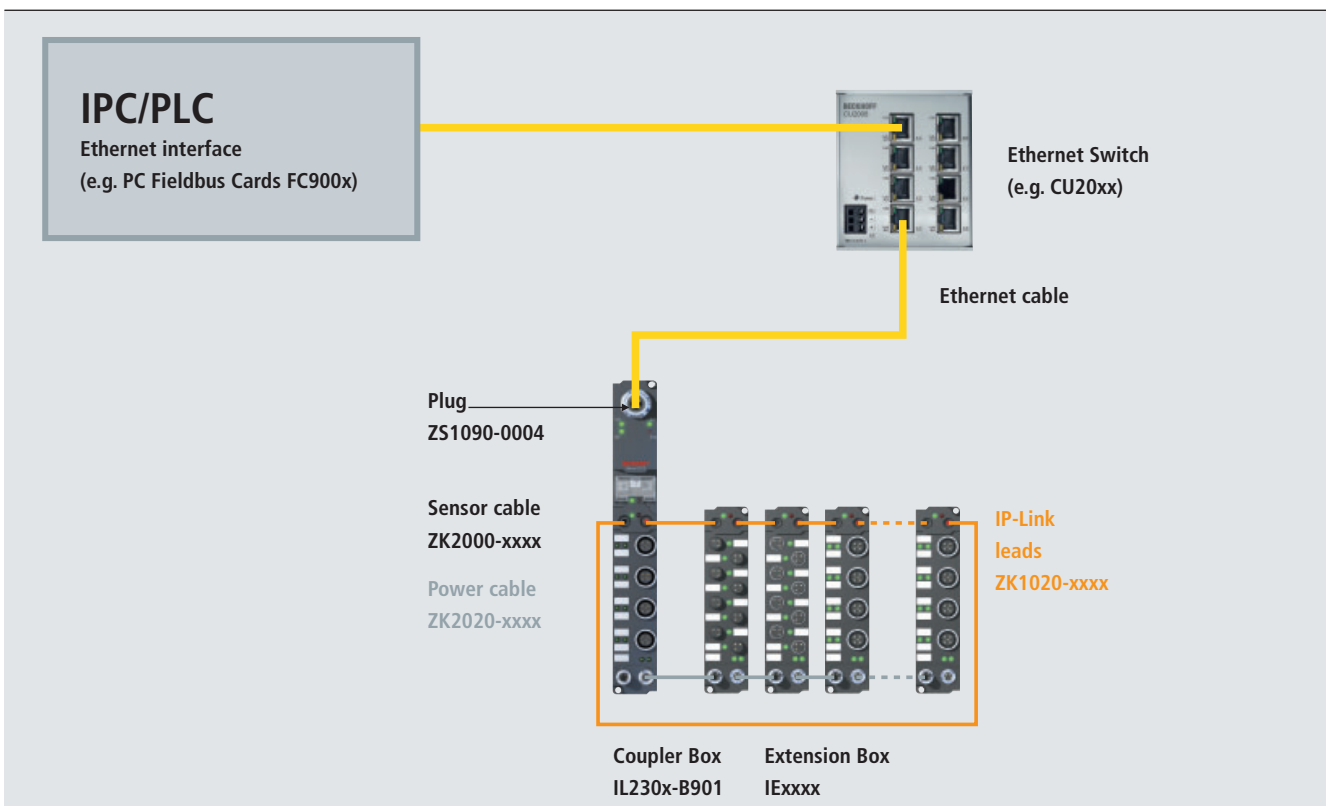 IPC/PLC
Ethernet interface
(e.g. PC Fieldbus Cards FC900x)
BECKHOFF
Ethernet Switch
(e.g. CU20xx)
Ethernet cable
Plug
ZS1090-0004
Sensor cable
ZK2000-xxxx
Power cable
ZK2020-xxxx
IP-Link
leads
ZK1020-xxxx
Coupler Box
IL230x-B901
Extension Box
IExxxx